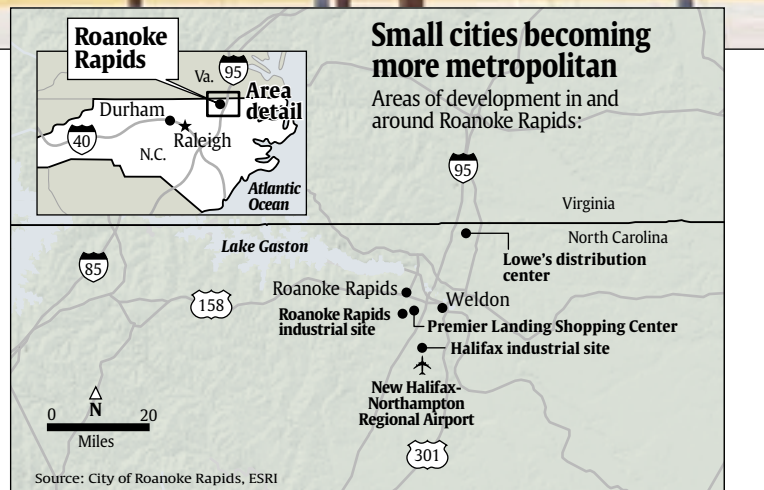 Small cities becoming
more metropolitan
Areas of development in and
around Roanoke Rapids:
Roanoke
Rapids
Va.
95
Area
detail
Durham
40
Raleigh
N.C.
Atlantic
Ocean
95
Virginia
North Carolina
Lake Gaston
Lowe's distribution
center
85
158
Roanoke Rapids
Weldon
Roanoke Rapids
industrial site
Premier Landing Shopping Center
Halifax industrial site
New Halifax-
Northampton
Regional Airport
N
0 20
Miles
301
Source: City of Roanoke Rapids, ESRI